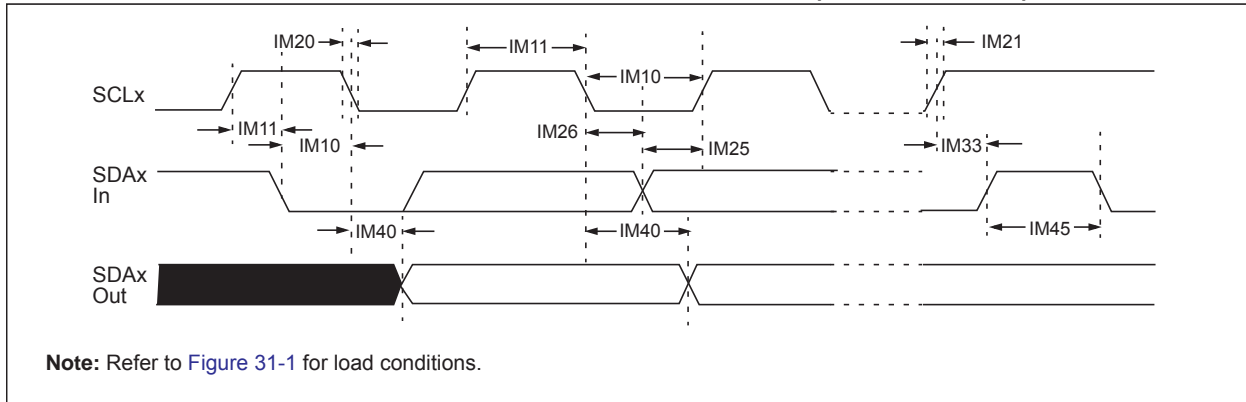 IM20
IM11
IM21
IM10
SCLx
IM11
IM26
IM10
IM25
IM33
SDAx
In
IM40
IM40
IM45
SDAx
Out
Note: Refer to Figure 31-1 for load conditions.